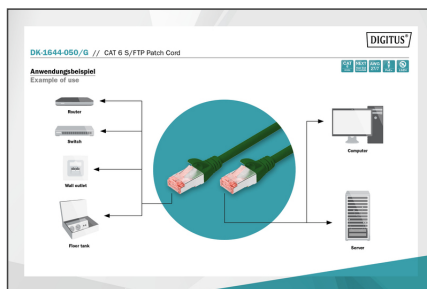 DIGITUS®
DK-1644-050/G // CAT 6 S/FTP Patch Cord
Anwendungsbeispiel
Example of use
CAT
Router
Switch
Wall outlet
Floor tank
Computer
Server